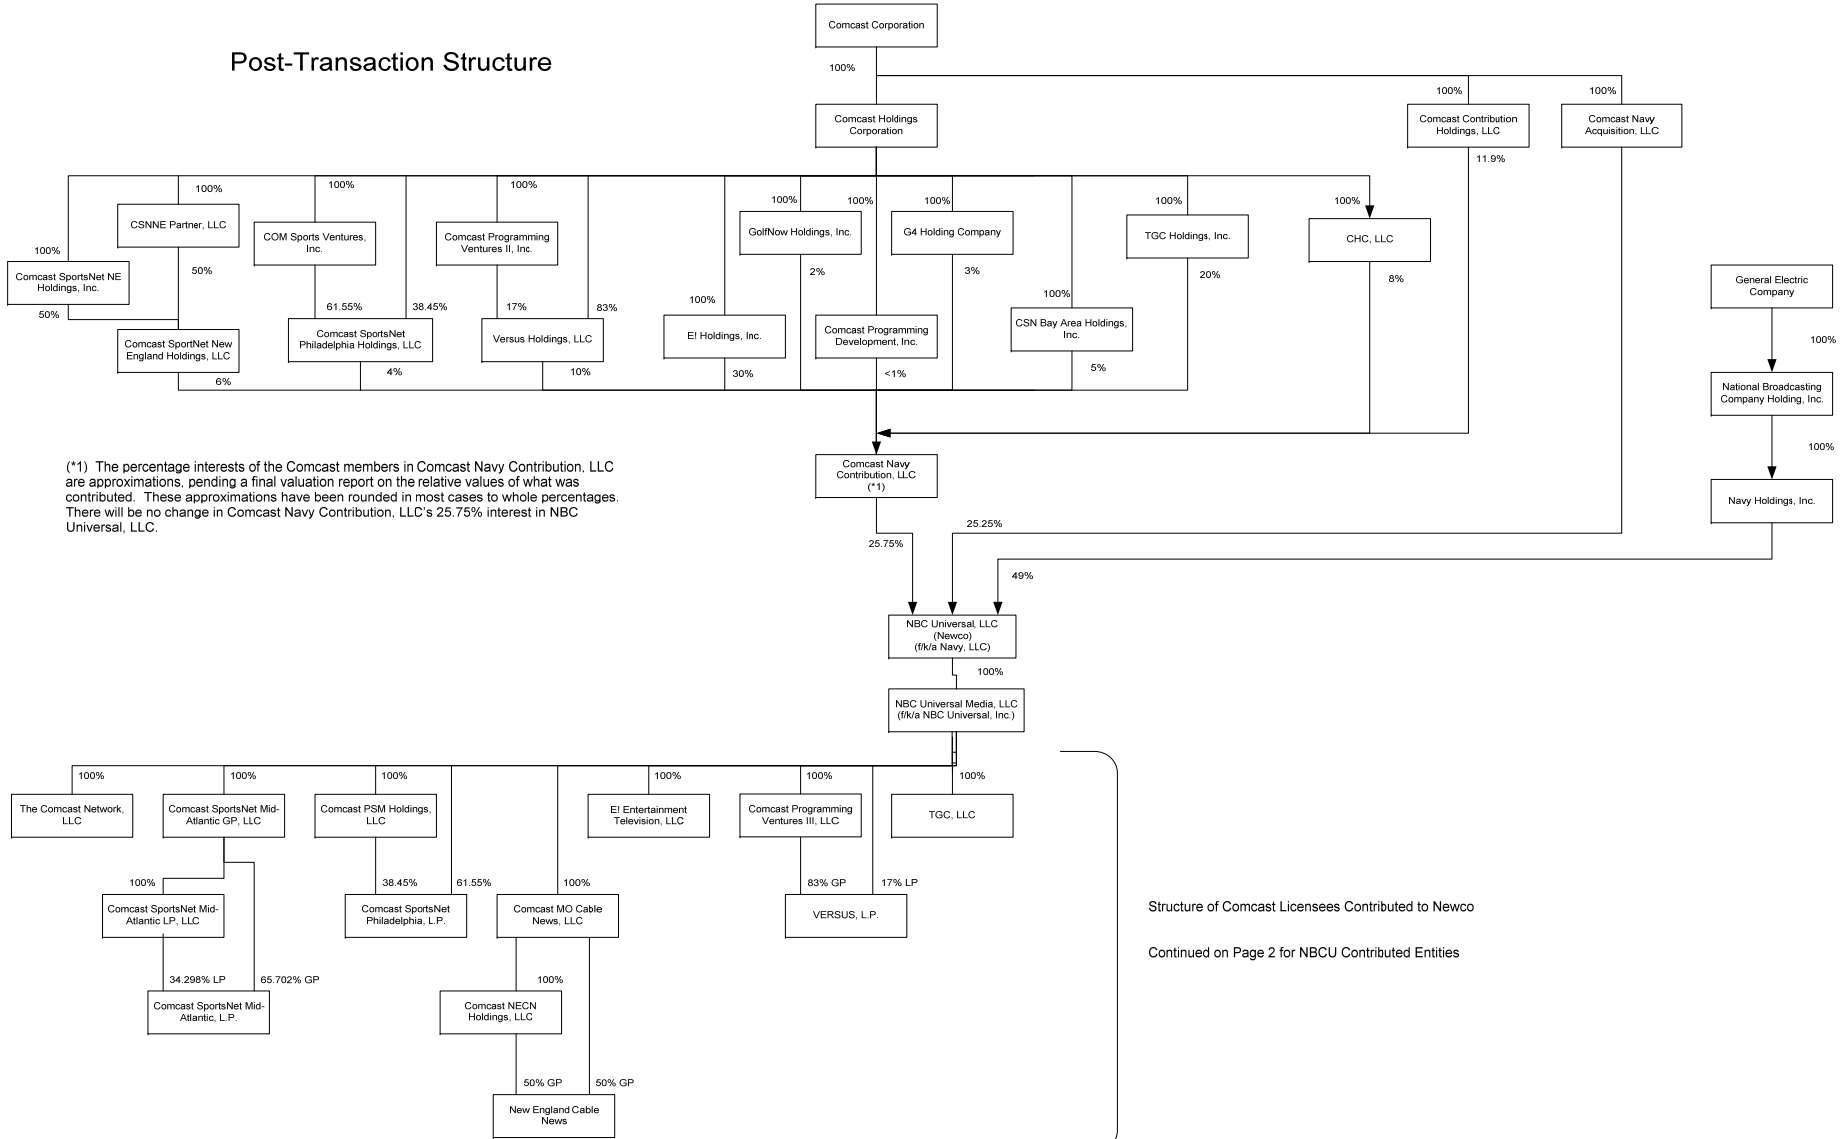 Comcast Corporation
Post-Transaction Structure
100%
100%
100%
Comcast Holdings
Corporation
Comcast Contribution
Holdings, LLC
Comcast Navy
Acquisition, LLC
11.9%
100%
100%
100%
100%
100%
100%
100%
100%
CSNNE Partner, LLC
COM Sports Ventures,
Inc.
Comcast Programming
Ventures II, Inc.
GolfNow Holdings, Inc.
G4 Holding Company
TGC Holdings, Inc.
CHC, LLC
100%
Comcast SportsNet NE
Holdings, Inc.
50%
2%
3%
20%
8%
General Electric
Company
100%
100%
50%
61.55%
38.45%
17%
83%
Comcast SportNet New
England Holdings, LLC
Comcast SportsNet
Philadelphia Holdings, LLC
Versus Holdings, LLC
E! Holdings, Inc.
Comcast Programming
Development, Inc.
CSN Bay Area Holdings,
Inc.
100%
6%
4%
10%
30%
<1%
5%
National Broadcasting
Company Holding, Inc.
100%
(*1) The percentage interests of the Comcast members in Comcast Navy Contribution, LLC
are approximations, pending a final valuation report on the relative values of what was
contributed. These approximations have been rounded in most cases to whole percentages.
There will be no change in Comcast Navy Contribution, LLC's 25.75% interest in NBC
Universal, LLC.
Comcast Navy
Contribution, LLC
(*1)
Navy Holdings, Inc.
25.25%
25.75%
49%
NBC Universal, LLC
(Newco)
(f/k/a Navy, LLC)
100%
NBC Universal Media, LLC
(f/k/a NBC Universal, Inc.)
100%
100%
100%
100%
100%
100%
The Comcast Network,
LLC
Comcast SportsNet Mid-
Atlantic GP, LLC
Comcast PSM Holdings,
LLC
E! Entertainment
Television, LLC
Comcast Programming
Ventures III, LLC
TGC, LLC
100%
38.45%
61.55%
100%
83% GP
17% LP
Comcast SportsNet Mid-
Atlantic LP, LLC
Comcast SportsNet
Philadelphia, L.P.
Comcast MO Cable
News, LLC
VERSUS, L.P.
Structure of Comcast Licensees Contributed to Newco
Continued on Page 2 for NBCU Contributed Entities
34.298% LP
65.702% GP
100%
Comcast SportsNet Mid-
Atlantic, L.P.
Comcast NECN
Holdings, LLC
50% GP
50% GP
New England Cable
News